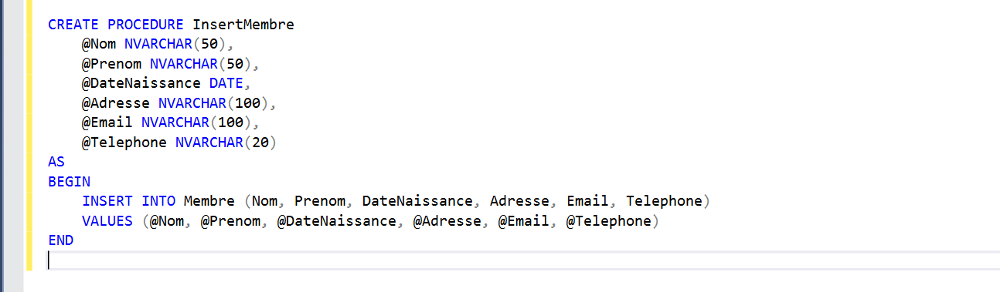 CREATE PROCEDURE InsertMembre
    @Nom NVARCHAR(50),
    @Prenom NVARCHAR(50),
    @DateNaissance DATE,
    @Adresse NVARCHAR(100),
    @Email NVARCHAR(100),
    @Telephone NVARCHAR(20)
AS
BEGIN
    INSERT INTO Membre (Nom, Prenom, DateNaissance, Adresse, Email, Telephone)
    VALUES (@Nom, @Prenom, @DateNaissance, @Adresse, @Email, @Telephone)
END